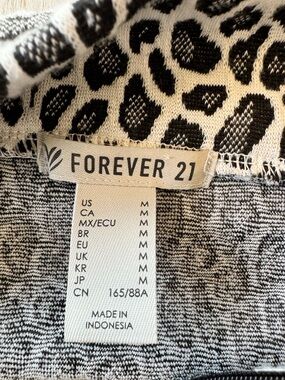 FOREVER 21
US M
CA M
MX/ECU M
BR M
EU M
UK M
KR M
JP M
CN 165/88A
MADE IN
INDONESIA